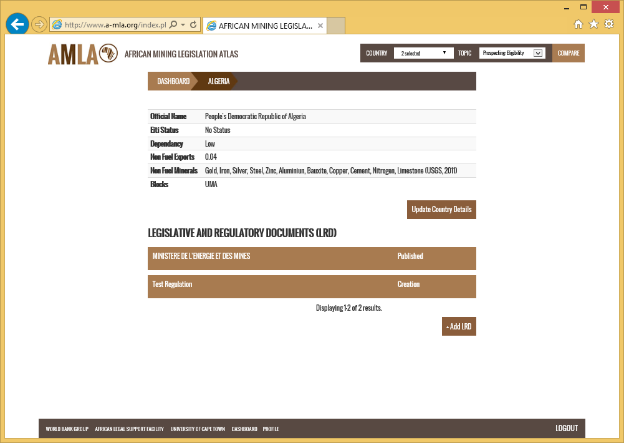 http://www.a-mla.org/index.pl
AFRICAN MINING LEGISLA...
AMLA AFRICAN MINING LEGISLATION ATLAS
COUNTRY 2 selected TOPIC Prospecting Eligibility COMPARE
DASHBOARD ALGERIA
Official Name People's Democratic Republic of Algeria
Eiti Status No Status
Dependancy Low
Non Fuel Exports 0.04
Non Fuel Minerals Gold, Iron, Silver, Steel, Zinc, Aluminiun, Bauxite, Copper, Cement, Nitrogen, Limestone (USGS, 2011)
Blocks UMA
Update Country Details
LEGISLATIVE AND REGULATORY DOCUMENTS (LRD)
MINISTERE DE L'ENERGIE ET DES MINES Published
Test Regulation Creation
Displaying 1-2 of 2 results.
+ Add LRD
WORLD BANK GROUP AFRICAN LEGAL SUPPORT FACILITY UNIVERSITY OF CAPE TOWN DASHBOARD PROFILE LOGOUT